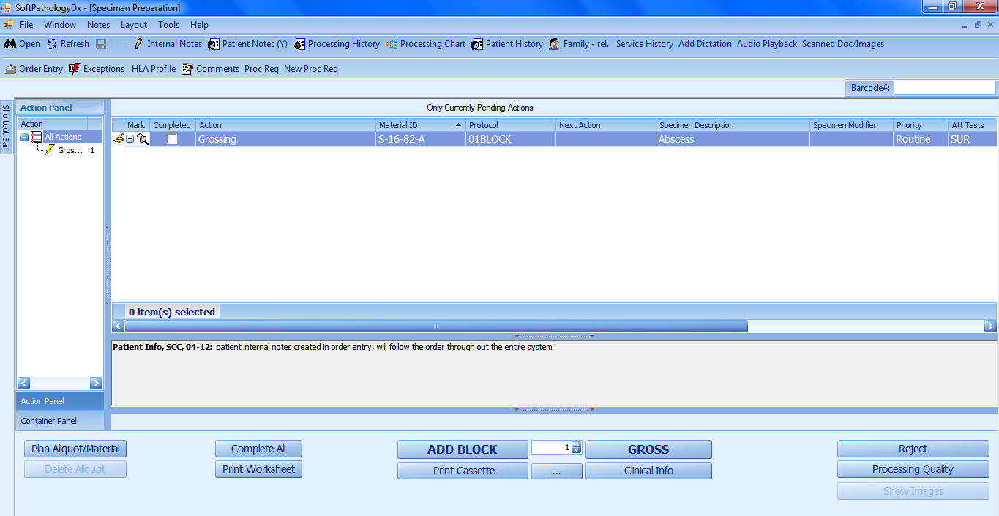 SoftPathologyDx - [Specimen Preparation]
File Window Notes Layout Tools Help
Open Refresh Save Internal Notes Patient Notes (Y) Processing History Processing Chart Patient History Family - rel. Service History Add Dictation Audio Playback Scanned Doc/Images
Order Entry Exceptions HLA Profile Comments Proc Req New Proc Req
Barcode#:
Shortcut Bar
Action Panel
Action
All Actions
Gros... 1
Action Panel
Container Panel
Only Currently Pending Actions
Mark Completed Action Material ID Protocol Next Action Specimen Description Specimen Modifier Priority Att Tests
Grossing S-16-82-A 01BLOCK Abscess Routine SUR
0 item(s) selected
Patient Info, SCC, 04-12: patient internal notes created in order entry, will follow the order through out the entire system
Plan Aliquot/Material Complete All ADD BLOCK 1 GROSS Reject
Delete Aliquot Print Worksheet Print Cassette ... Clinical Info Processing Quality
Show Images